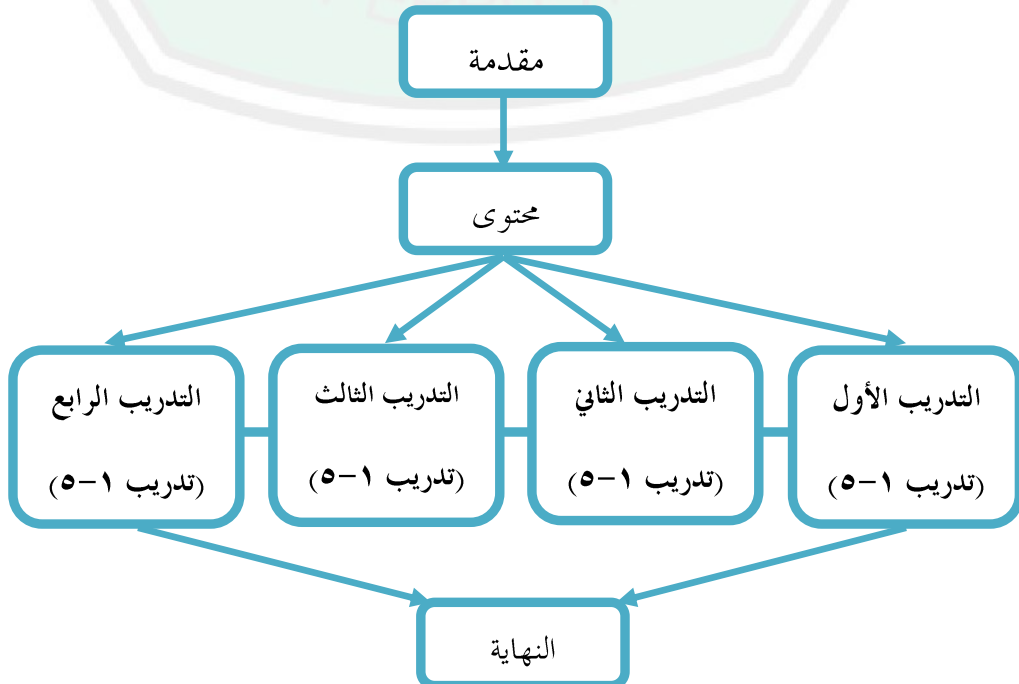 مقدمة
محتوى
التدريب الأول
(تدريب ١-٥)
التدريب الثاني
(تدريب ١-٥)
التدريب الثالث
(تدريب ١-٥)
التدريب الرابع
(تدريب ١-٥)
النهاية